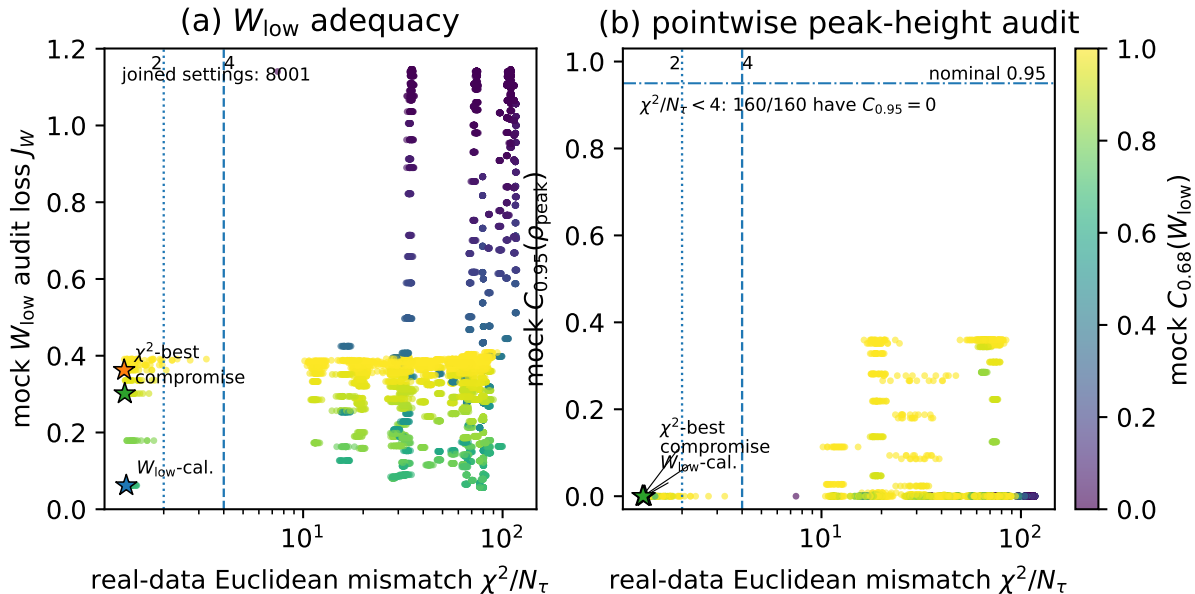 (a) W_low adequacy
(b) pointwise peak-height audit
mock W_low audit loss J_W
1.2
1.0
0.8
0.6
0.4
0.2
0.0
joined settings: 8001
2
4
χ²-best
compromise
W_low-cal.
10¹
10²
real-data Euclidean mismatch χ²/N_τ
mock C_0.95(ρ_peak)
1.0
0.8
0.6
0.4
0.2
0.0
2
4
nominal 0.95
χ²/N_τ < 4: 160/160 have C_0.95 = 0
χ²-best
compromise
W_low-cal.
10¹
10²
real-data Euclidean mismatch χ²/N_τ
1.0
0.8
0.6
0.4
0.2
0.0
mock C_0.68(W_low)